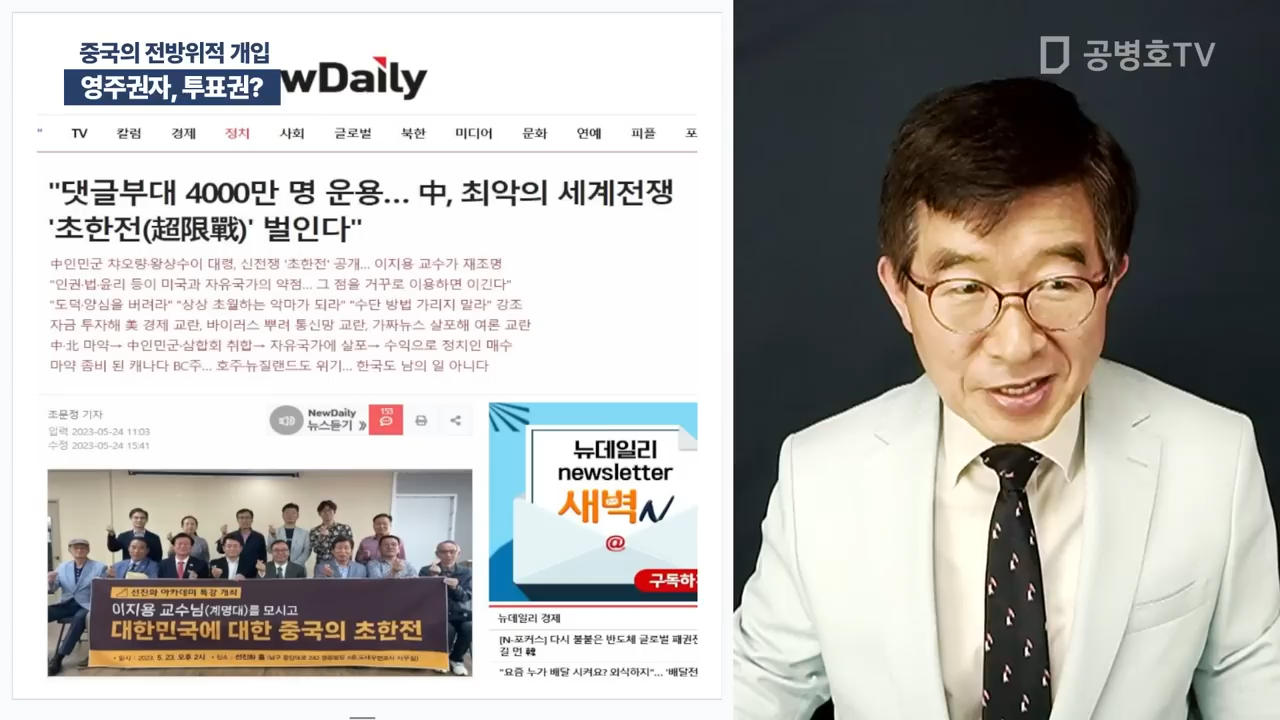 중국의 전방위적 개입
영주권자, 투표권?
wDaily
공병호TV
TV 칼럼 경제 정치 사회 글로벌 북한 미디어 문화 연예 피플 포
"댓글부대 4000만 명 운용... 中, 최악의 세계전쟁
'초한전(超限戰)' 벌인다"
中인민군 챠오량·왕샹수이 대령, 신전쟁 '초한전' 공개... 이지용 교수가 재조명
"인권·법·윤리 등이 미국과 자유국가의 약점... 그 점을 거꾸로 이용하면 이긴다"
"도덕·양심을 버려라" "상상 초월하는 악마가 되라" "수단 방법 가리지 말라" 강조
자금 투자해 美 경제 교란, 바이러스 뿌려 통신망 교란, 가짜뉴스 살포해 여론 교란
中·北 마약→ 中인민군·삼합회 취합→ 자유국가에 살포→ 수익으로 정치인 매수
마약 좀비 된 캐나다 BC주... 호주·뉴질랜드도 위기... 한국도 남의 일 아니다
조문정 기자
입력 2023-05-24 11:03
수정 2023-05-24 15:41
NewDaily
뉴스듣기
153
뉴데일리
newsletter
새벽N
@
구독하
선진화 아카데미 특강 개최
이지용 교수님(계명대)를 모시고
대한민국에 대한 중국의 초한전
일시: 2023. 5. 23. 오후 2시
뉴데일리 경제
[N-포커스] 다시 불붙은 반도체 글로벌 패권전
길 먼 韓
"요즘 누가 배달 시켜요? 외식하지"... '배달전